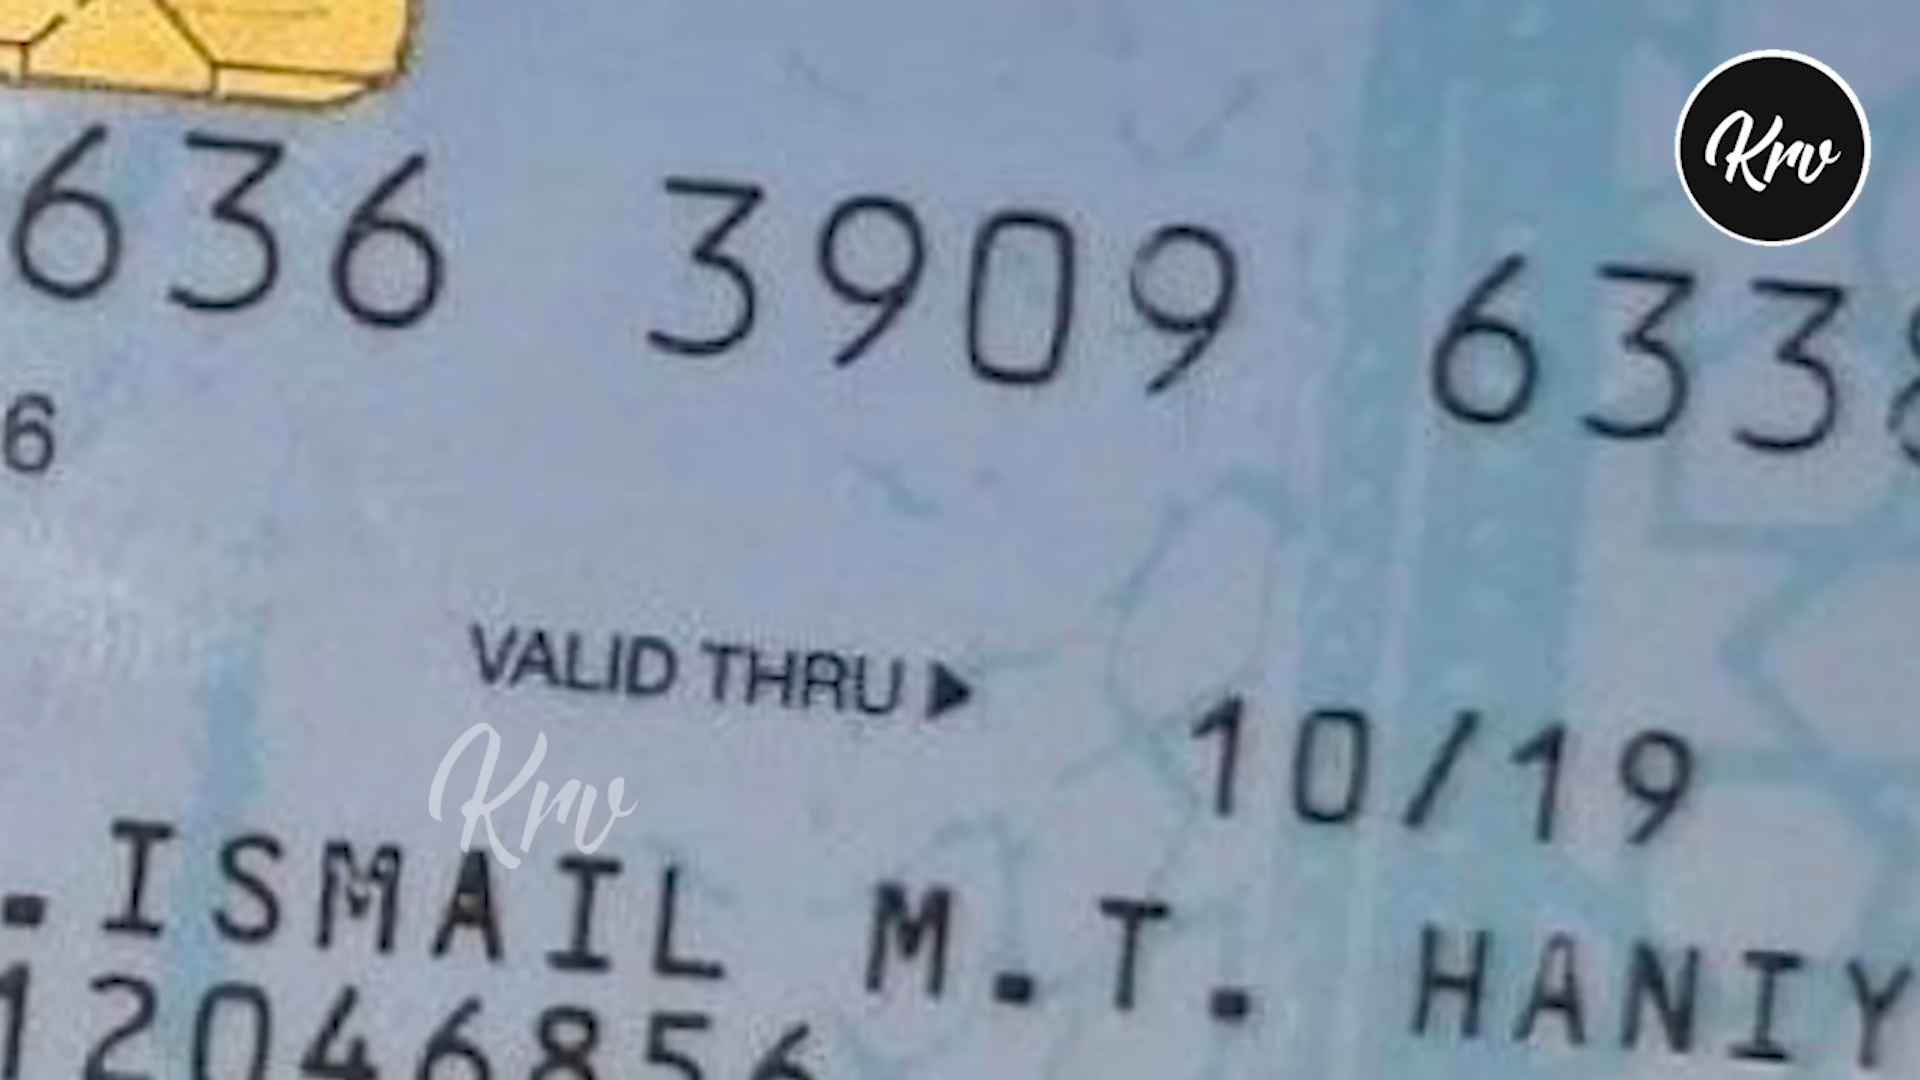 Krv
636 3909 633
6
VALID THRU ▶ 10/19
Krv
.ISMAIL M.T. HANIY
12046856